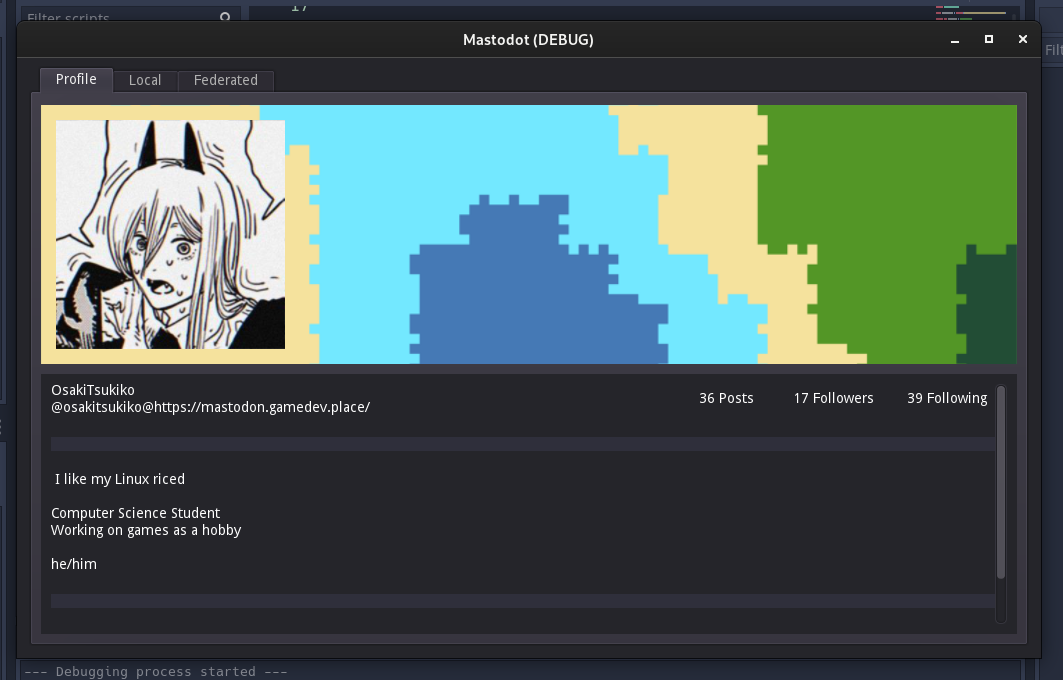 Filter scripts
17
Mastodot (DEBUG)
Filt
Profile Local Federated
OsakiTsukiko
@osakitsukiko@https://mastodon.gamedev.place/
36 Posts 17 Followers 39 Following
I like my Linux riced
Computer Science Student
Working on games as a hobby
he/him
--- Debugging process started ---